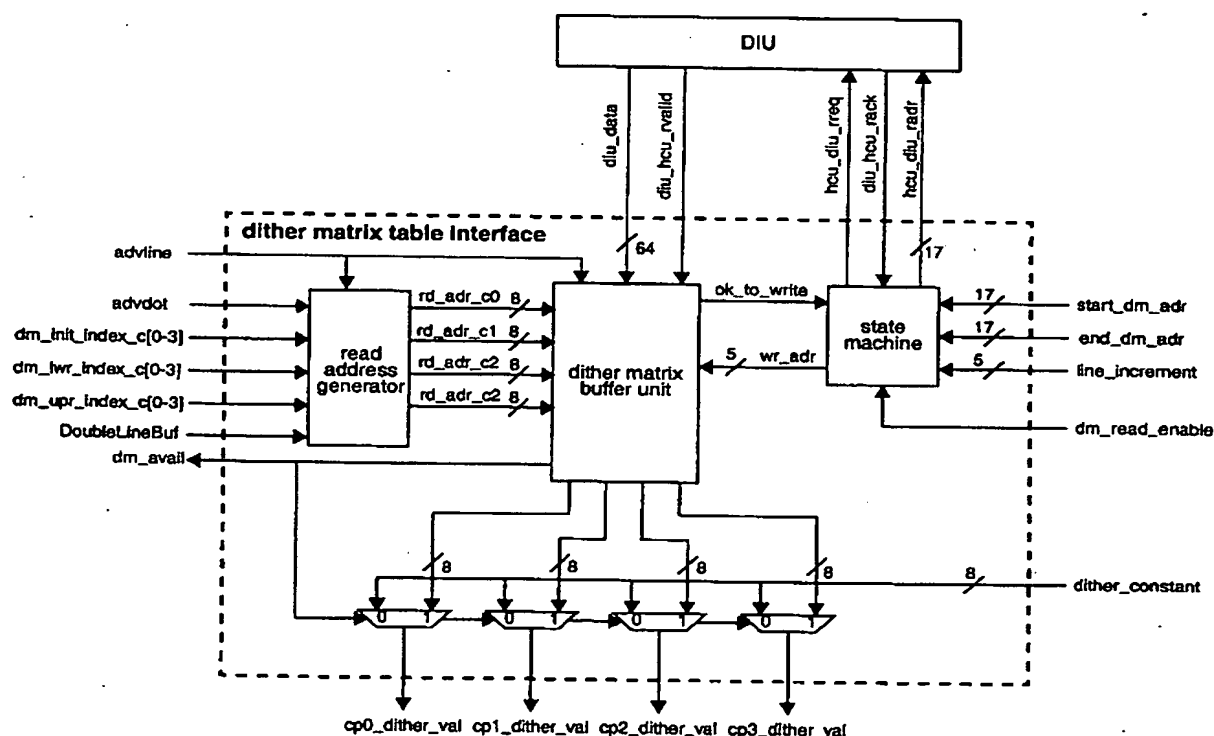 DIU
diu_data
diu_hcu_rvalid
hcu_diu_rreq
diu_hcu_rack
hcu_diu_radr
dither matrix table interface
64
17
advline
advdot
dm_init_index_c[0-3]
dm_lwr_index_c[0-3]
dm_upr_index_c[0-3]
DoubleLineBuf
dm_avail
read
address
generator
rd_adr_c0 8
rd_adr_c1 8
rd_adr_c2 8
rd_adr_c2 8
dither matrix
buffer unit
ok_to_write
5 wr_adr
state
machine
17 start_dm_adr
17 end_dm_adr
5 line_increment
dm_read_enable
8 8 8 8
8 dither_constant
0 1 0 1 0 1 0 1
cp0_dither_val cp1_dither_val cp2_dither_val cp3_dither_val